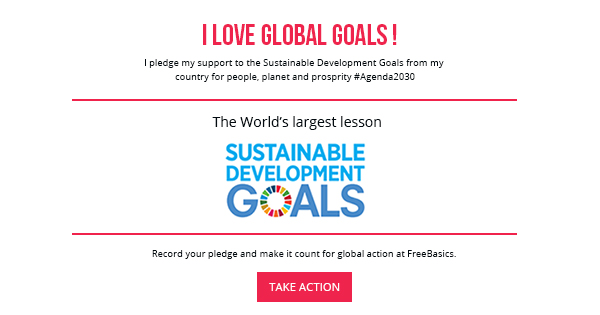 I LOVE GLOBAL GOALS !
I pledge my support to the Sustainable Development Goals from my
country for people, planet and prosprity #Agenda2030
The World's largest lesson
SUSTAINABLE
DEVELOPMENT
GOALS
Record your pledge and make it count for global action at FreeBasics.
TAKE ACTION